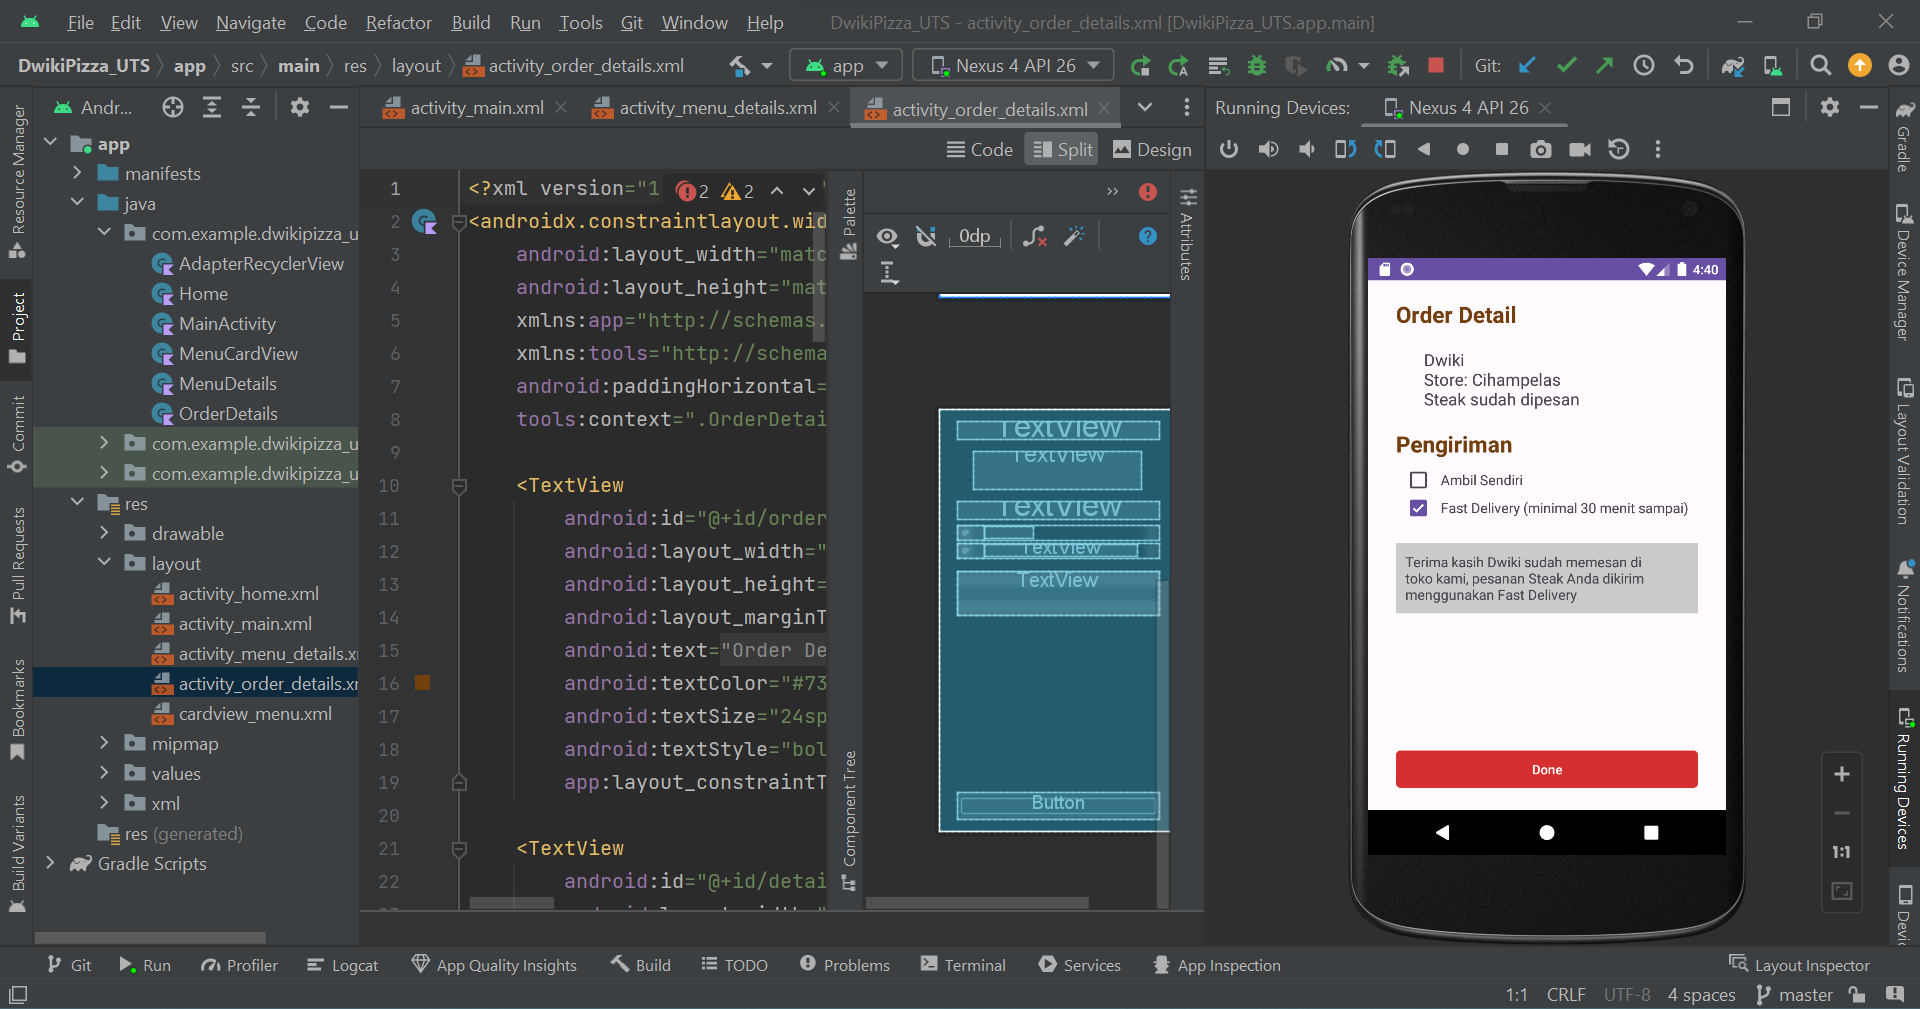 File Edit View Navigate Code Refactor Build Run Tools Git Window Help DwikiPizza_UTS - activity_order_details.xml [DwikiPizza_UTS.app.main]
DwikiPizza_UTS app src main res layout activity_order_details.xml app Nexus 4 API 26 Git:
Andr... activity_main.xml activity_menu_details.xml activity_order_details.xml Running Devices: Nexus 4 API 26
Code Split Design
Resource Manager
Project
Commit
Pull Requests
Bookmarks
Build Variants
app
manifests
java
com.example.dwikipizza_u
AdapterRecyclerView
Home
MainActivity
MenuCardView
MenuDetails
OrderDetails
com.example.dwikipizza_u
com.example.dwikipizza_u
res
drawable
layout
activity_home.xml
activity_main.xml
activity_menu_details.x
activity_order_details.xr
cardview_menu.xml
mipmap
values
xml
res (generated)
Gradle Scripts
1 <?xml version="1 2 2
2 <androidx.constraintlayout.wid
3 android:layout_width="matc
4 android:layout_height="mat
5 xmlns:app="http://schemas.
6 xmlns:tools="http://schema
7 android:paddingHorizontal=
8 tools:context=".OrderDetai
9
10 <TextView
11 android:id="@+id/order
12 android:layout_width="
13 android:layout_height=
14 android:layout_marginT
15 android:text="Order De
16 android:textColor="#73
17 android:textSize="24sp
18 android:textStyle="bol
19 app:layout_constraintT
20
21 <TextView
22 android:id="@+id/detai
Palette
Component Tree
0dp
Attributes
TextView
TextView
TextView
TextView
TextView
Button
4:40
Order Detail
Dwiki
Store: Cihampelas
Steak sudah dipesan
Pengiriman
Ambil Sendiri
Fast Delivery (minimal 30 menit sampai)
Terima kasih Dwiki sudah memesan di
toko kami, pesanan Steak Anda dikirim
menggunakan Fast Delivery
Done
1:1
Gradle
Device Manager
Layout Validation
Notifications
Running Devices
Devic
Git Run Profiler Logcat App Quality Insights Build TODO Problems Terminal Services App Inspection Layout Inspector
1:1 CRLF UTF-8 4 spaces master